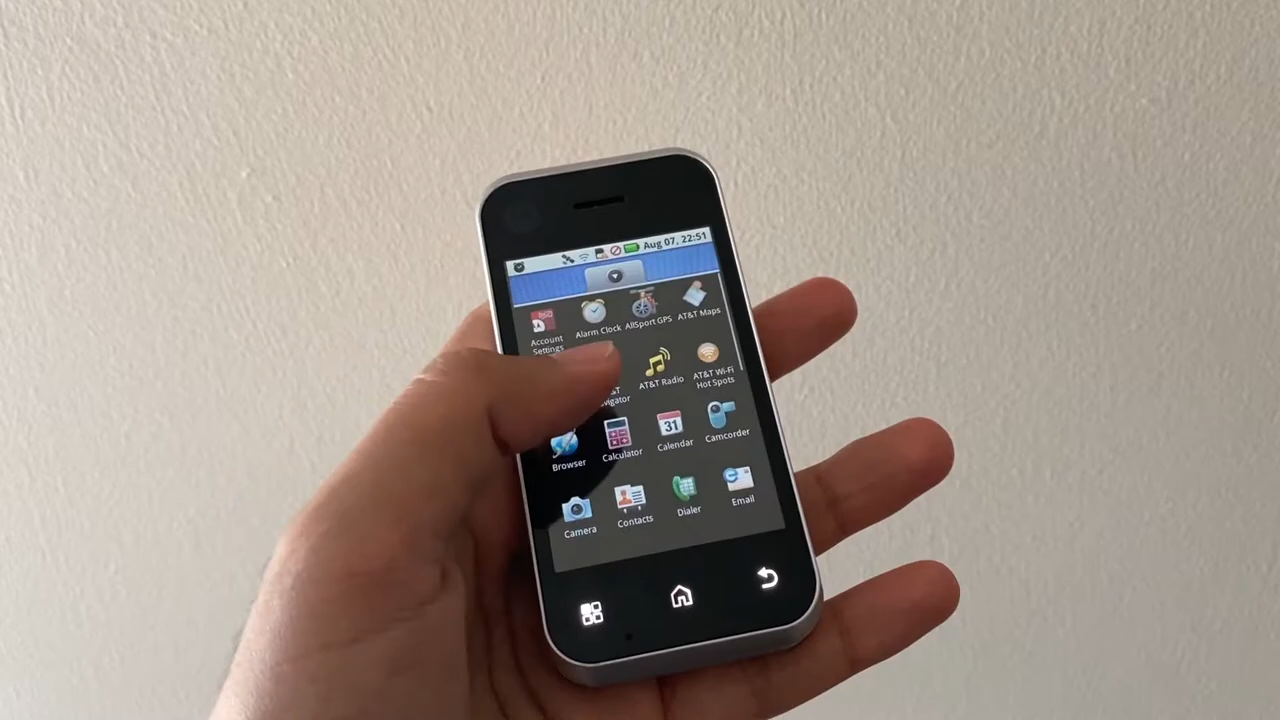 Aug 07, 22:51
Account
Settings
Alarm Clock
AllSport GPS
AT&T Maps
AT&T Radio
AT&T Wi-Fi
Hot Spots
Browser
Calculator
Calendar
31
Camcorder
Camera
Contacts
Dialer
Email